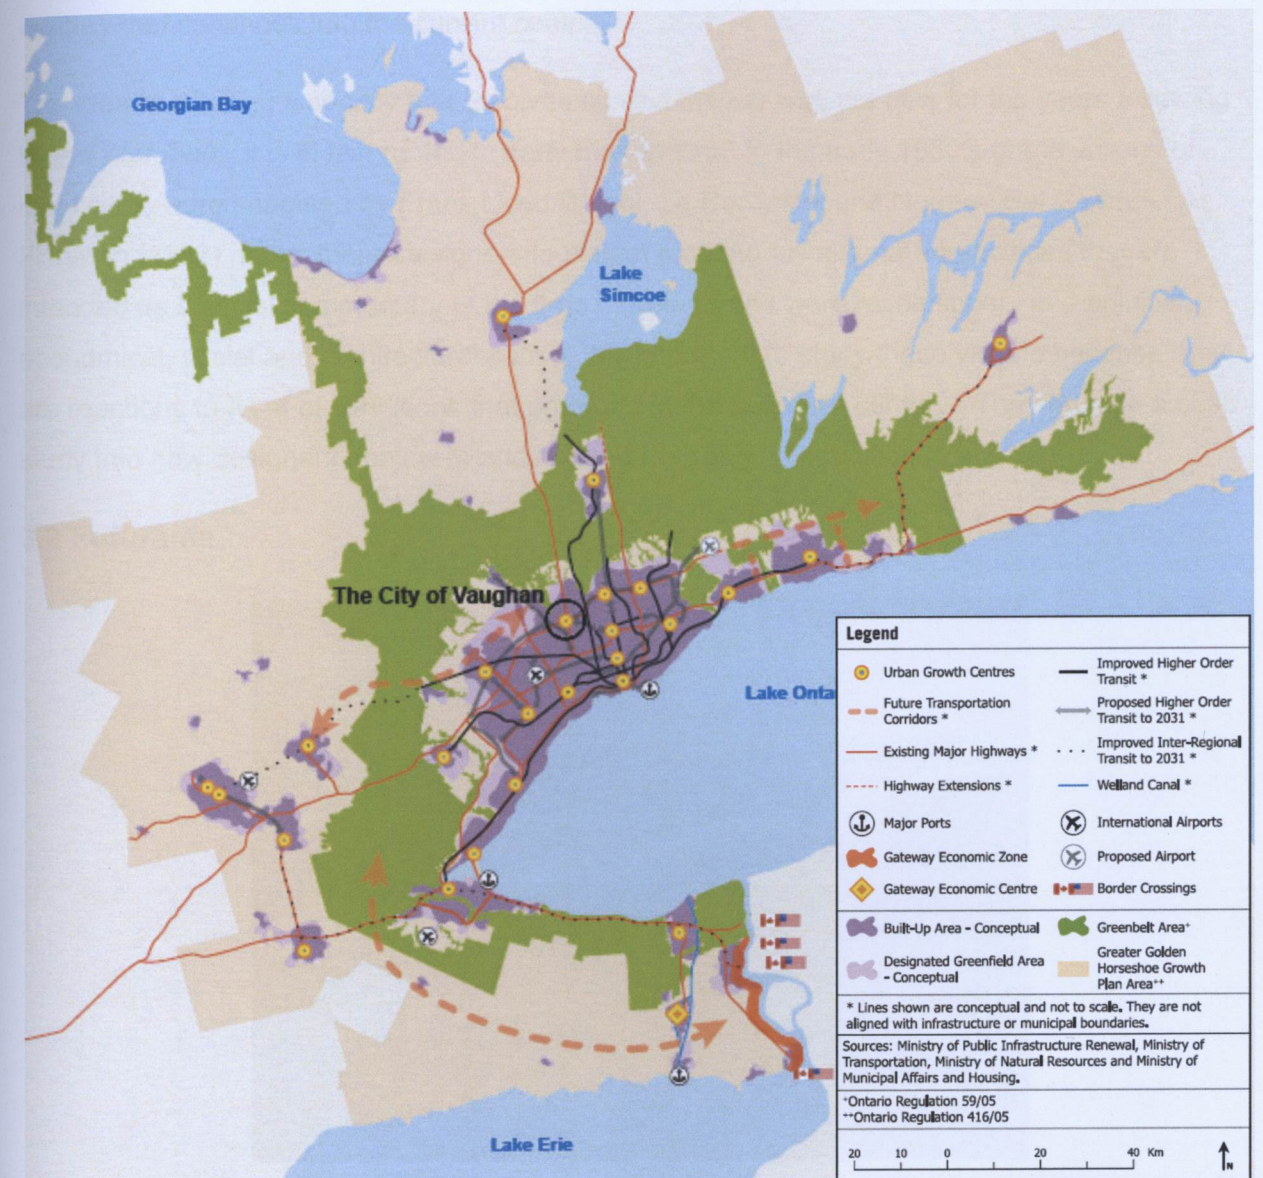 Georgian Bay
Lake
Simcoe
The City of Vaughan
Lake Onta
Lake Erie
Legend
Urban Growth Centres
Improved Higher Order
Transit *
Future Transportation
Corridors *
Proposed Higher Order
Transit to 2031 *
Existing Major Highways *
Improved Inter-Regional
Transit to 2031 *
Highway Extensions *
Welland Canal *
Major Ports
International Airports
Gateway Economic Zone
Proposed Airport
Gateway Economic Centre
Border Crossings
Built-Up Area - Conceptual
Greenbelt Area+
Designated Greenfield Area
- Conceptual
Greater Golden
Horseshoe Growth
Plan Area++
* Lines shown are conceptual and not to scale. They are not
aligned with infrastructure or municipal boundaries.
Sources: Ministry of Public Infrastructure Renewal, Ministry of
Transportation, Ministry of Natural Resources and Ministry of
Municipal Affairs and Housing.
+Ontario Regulation 59/05
++Ontario Regulation 416/05
20 10 0 20 40 Km
N